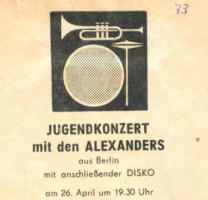 73
JUGENDKONZERT
mit den ALEXANDERS
aus Berlin
mit anschließender DISKO
am 26. April um 19.30 Uhr